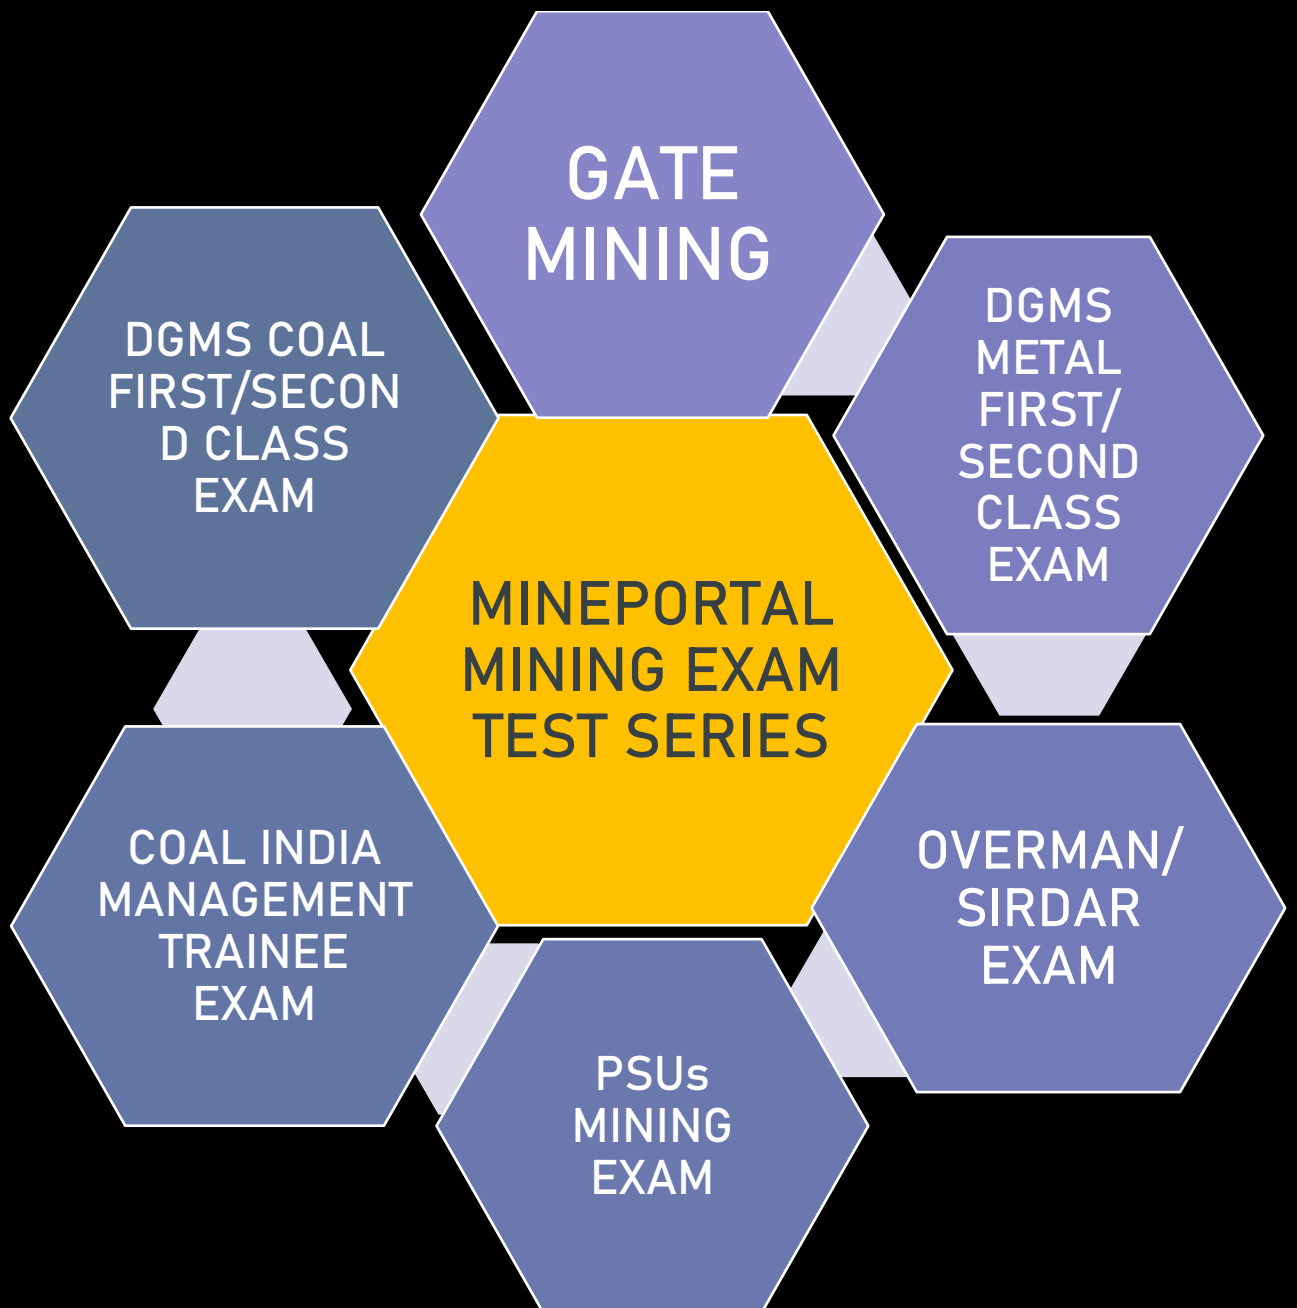 GATE
MINING
DGMS COAL
FIRST/SECON
D CLASS
EXAM
DGMS
METAL
FIRST/
SECOND
CLASS
EXAM
MINEPORTAL
MINING EXAM
TEST SERIES
COAL INDIA
MANAGEMENT
TRAINEE
EXAM
OVERMAN/
SIRDAR
EXAM
PSUs
MINING
EXAM